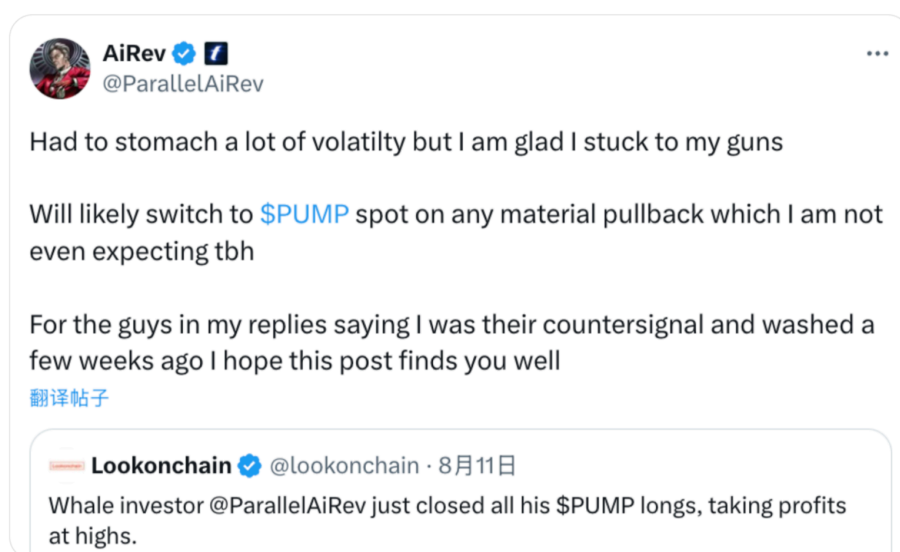 AiRev
@ParallelAiRev
Had to stomach a lot of volatilty but I am glad I stuck to my guns
Will likely switch to $PUMP spot on any material pullback which I am not
even expecting tbh
For the guys in my replies saying I was their countersignal and washed a
few weeks ago I hope this post finds you well
翻译帖子
Lookonchain @lookonchain · 8月11日
Whale investor @ParallelAiRev just closed all his $PUMP longs, taking profits
at highs.